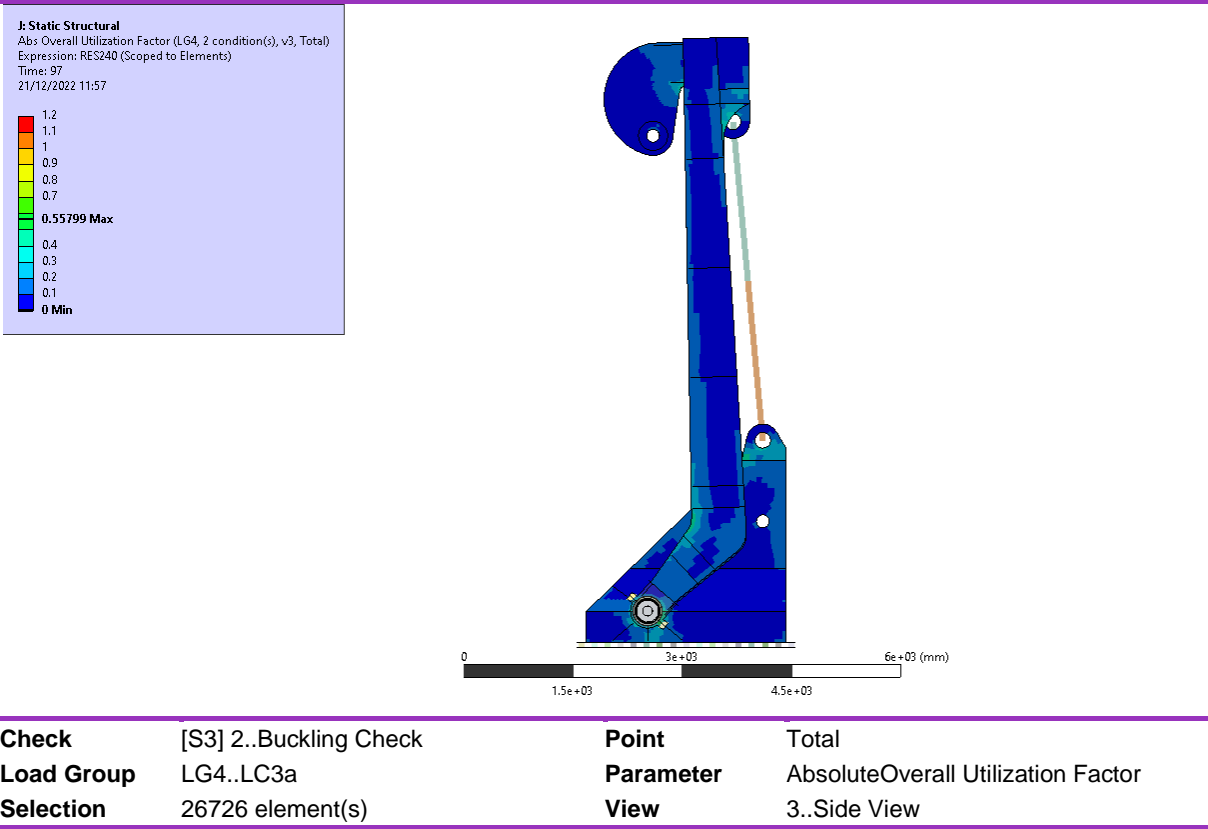 J: Static Structural
Abs Overall Utilization Factor (LG4, 2 condition(s), v3, Total)
Expression: RES240 (Scoped to Elements)
Time: 97
21/12/2022 11:57
1.2
1.1
1
0.9
0.8
0.7
0.55799 Max
0.4
0.3
0.2
0.1
0 Min
0 3e+03 6e+03 (mm)
1.5e+03 4.5e+03
Check [S3] 2..Buckling Check Point Total
Load Group LG4..LC3a Parameter AbsoluteOverall Utilization Factor
Selection 26726 element(s) View 3..Side View